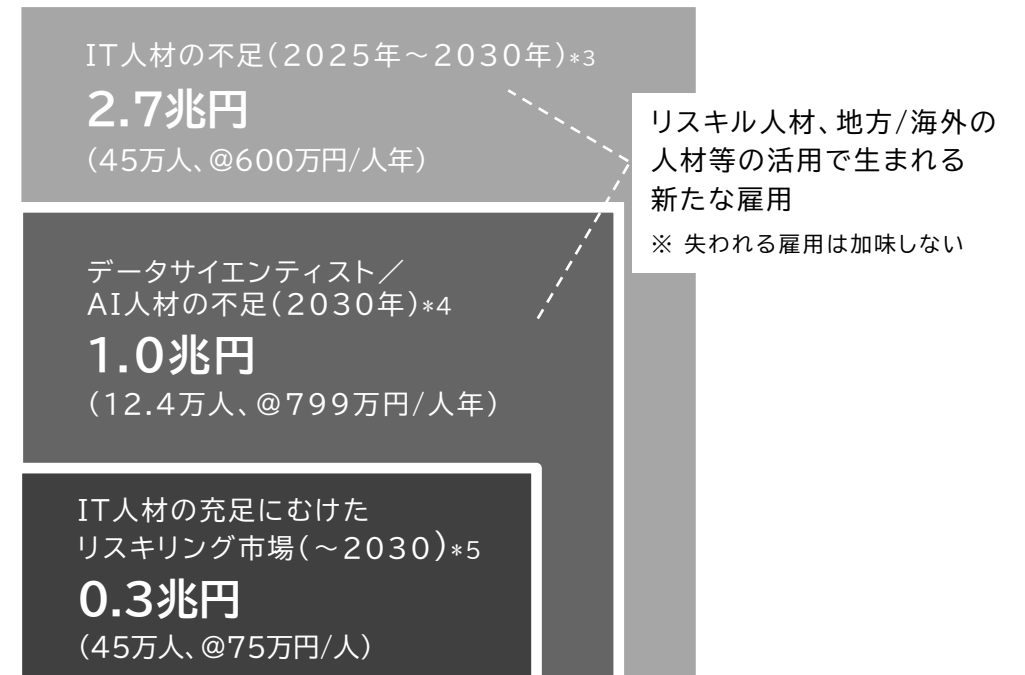 IT人材の不足(2025年~2030年)*3
2.7兆円
(45万人、@600万円/人年)
リスキル人材、地方/海外の
人材等の活用で生まれる
新たな雇用
※ 失われる雇用は加味しない
データサイエンティスト/
AI人材の不足(2030年)*4
1.0兆円
(12.4万人、@799万円/人年)
IT人材の充足にむけた
リスキリング市場(~2030)*5
0.3兆円
(45万人、@75万円/人)